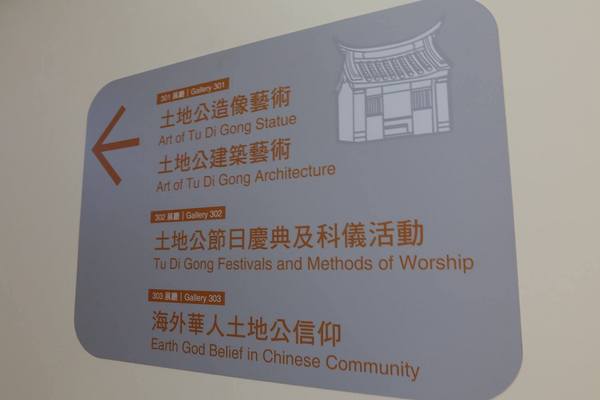 301 展廳 | Gallery 301
土地公造像藝術
Art of Tu Di Gong Statue
土地公建築藝術
Art of Tu Di Gong Architecture
302 展廳 | Gallery 302
土地公節日慶典及科儀活動
Tu Di Gong Festivals and Methods of Worship
303 展廳 | Gallery 303
海外華人土地公信仰
Earth God Belief in Chinese Community